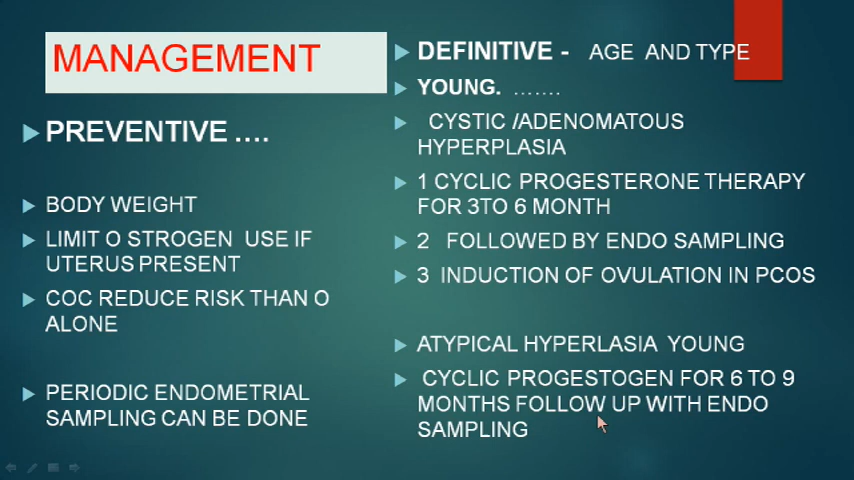 MANAGEMENT
PREVENTIVE ....
BODY WEIGHT
LIMIT O STROGEN USE IF
UTERUS PRESENT
COC REDUCE RISK THAN O
ALONE
PERIODIC ENDOMETRIAL
SAMPLING CAN BE DONE
DEFINITIVE - AGE AND TYPE
YOUNG. .......
CYSTIC /ADENOMATOUS
HYPERPLASIA
1 CYCLIC PROGESTERONE THERAPY
FOR 3TO 6 MONTH
2 FOLLOWED BY ENDO SAMPLING
3 INDUCTION OF OVULATION IN PCOS
ATYPICAL HYPERLASIA YOUNG
CYCLIC PROGESTOGEN FOR 6 TO 9
MONTHS FOLLOW UP WITH ENDO
SAMPLING